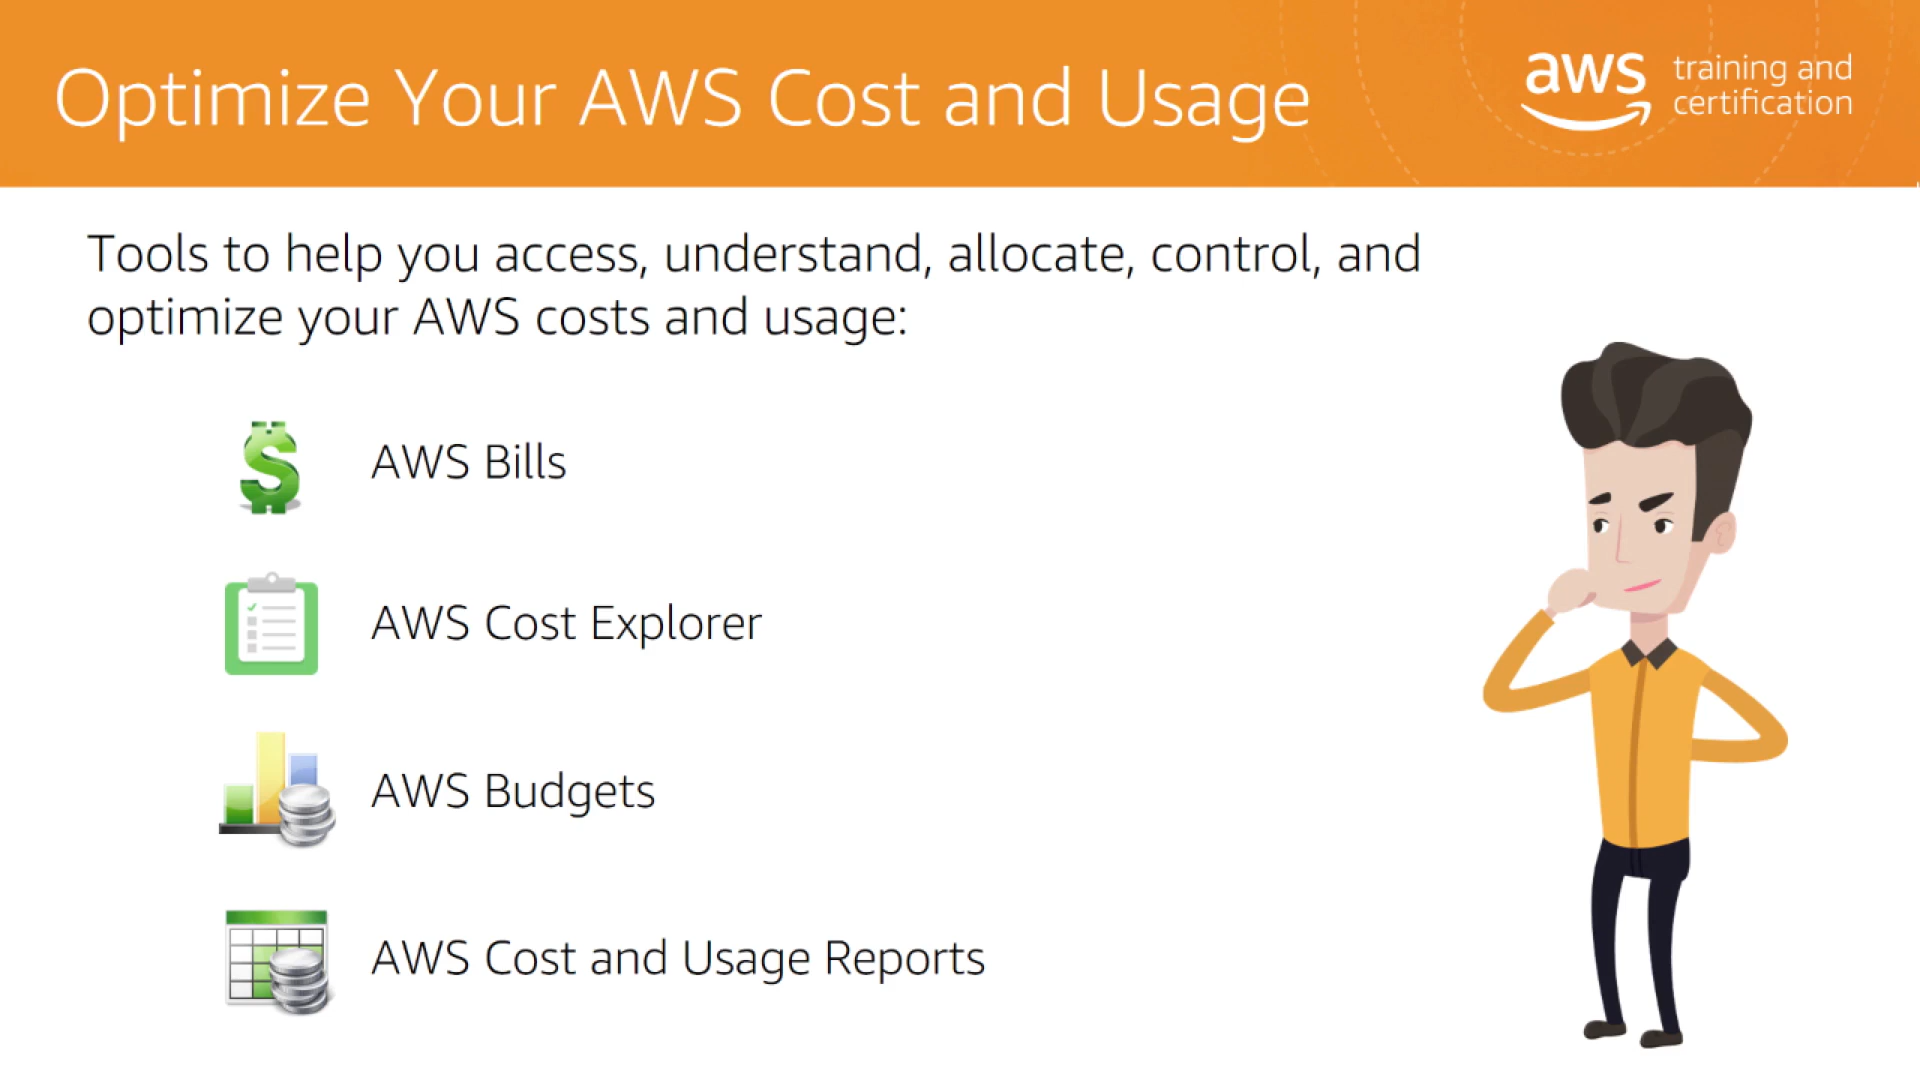 Optimize Your AWS Cost and Usage
aws training and
certification
Tools to help you access, understand, allocate, control, and
optimize your AWS costs and usage:
AWS Bills
AWS Cost Explorer
AWS Budgets
AWS Cost and Usage Reports